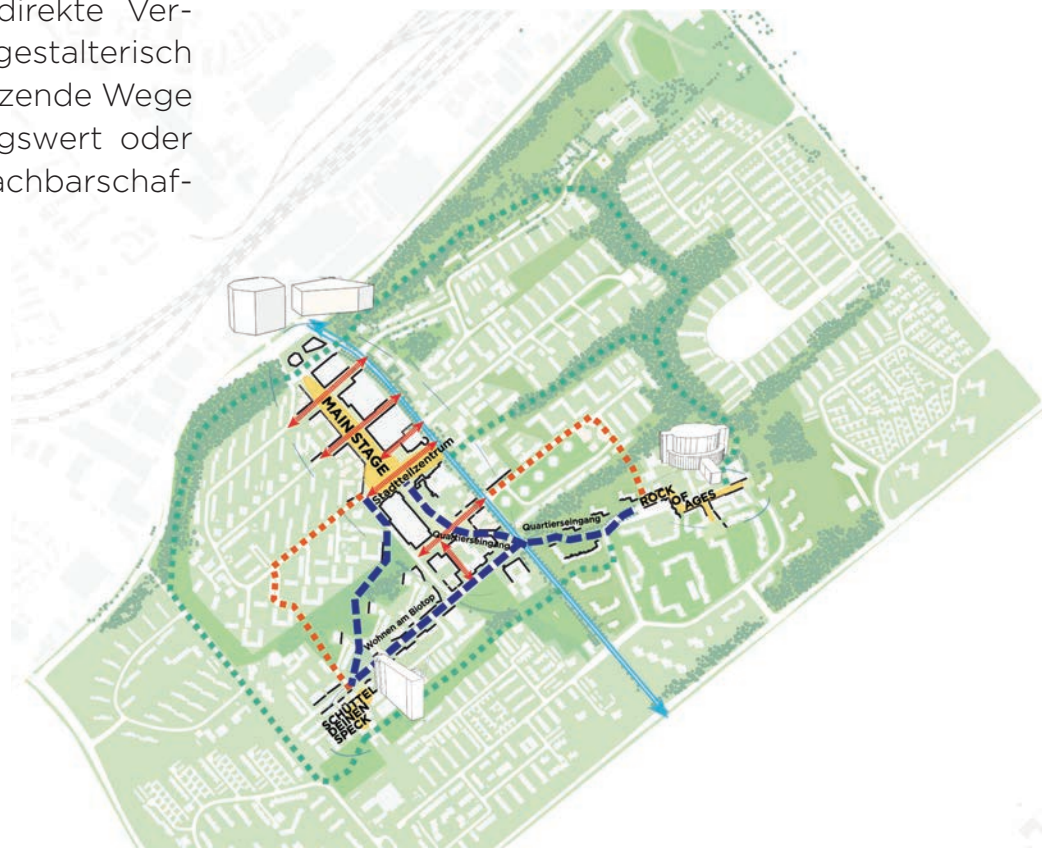 direkte Ver-
gestalterisch
zende Wege
gswert oder
achbarschaf-
MAIN STAGE
Stadtteilzentrum
ROCK
OF
AGES
Quartierseingang
Quartierseingang
Wohnen am Biotop
SCHÜTTEL
DEINEN
SPECK